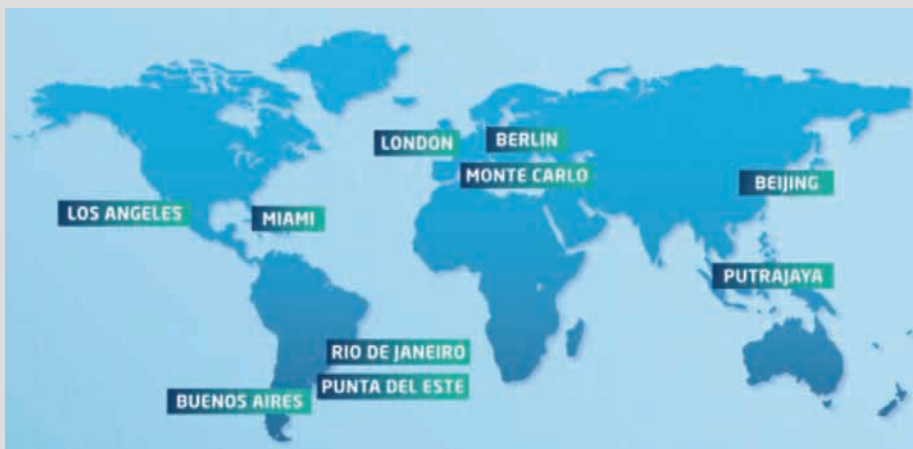 LONDON
BERLIN
MONTE CARLO
BEIJING
LOS ANGELES
MIAMI
PUTRAJAYA
RIO DE JANEIRO
PUNTA DEL ESTE
BUENOS AIRES